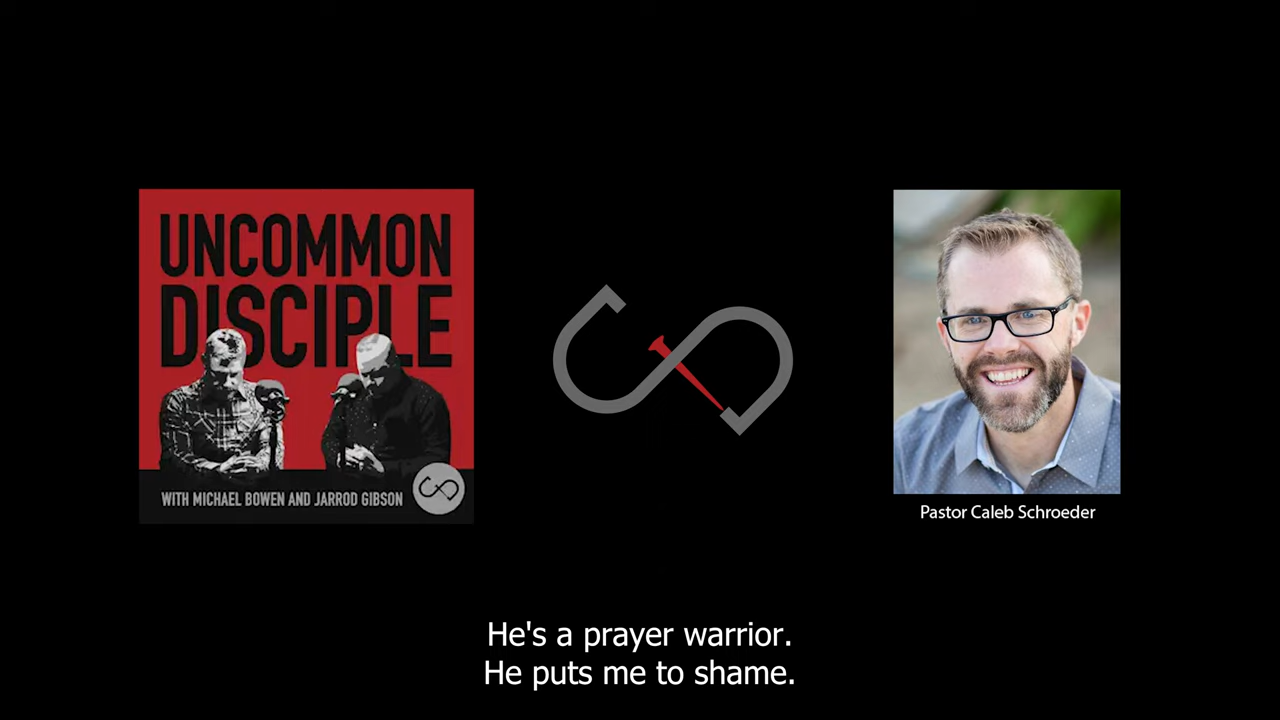 UNCOMMON
DISCIPLE
WITH MICHAEL BOWEN AND JARROD GIBSON
Pastor Caleb Schroeder
He's a prayer warrior.
He puts me to shame.